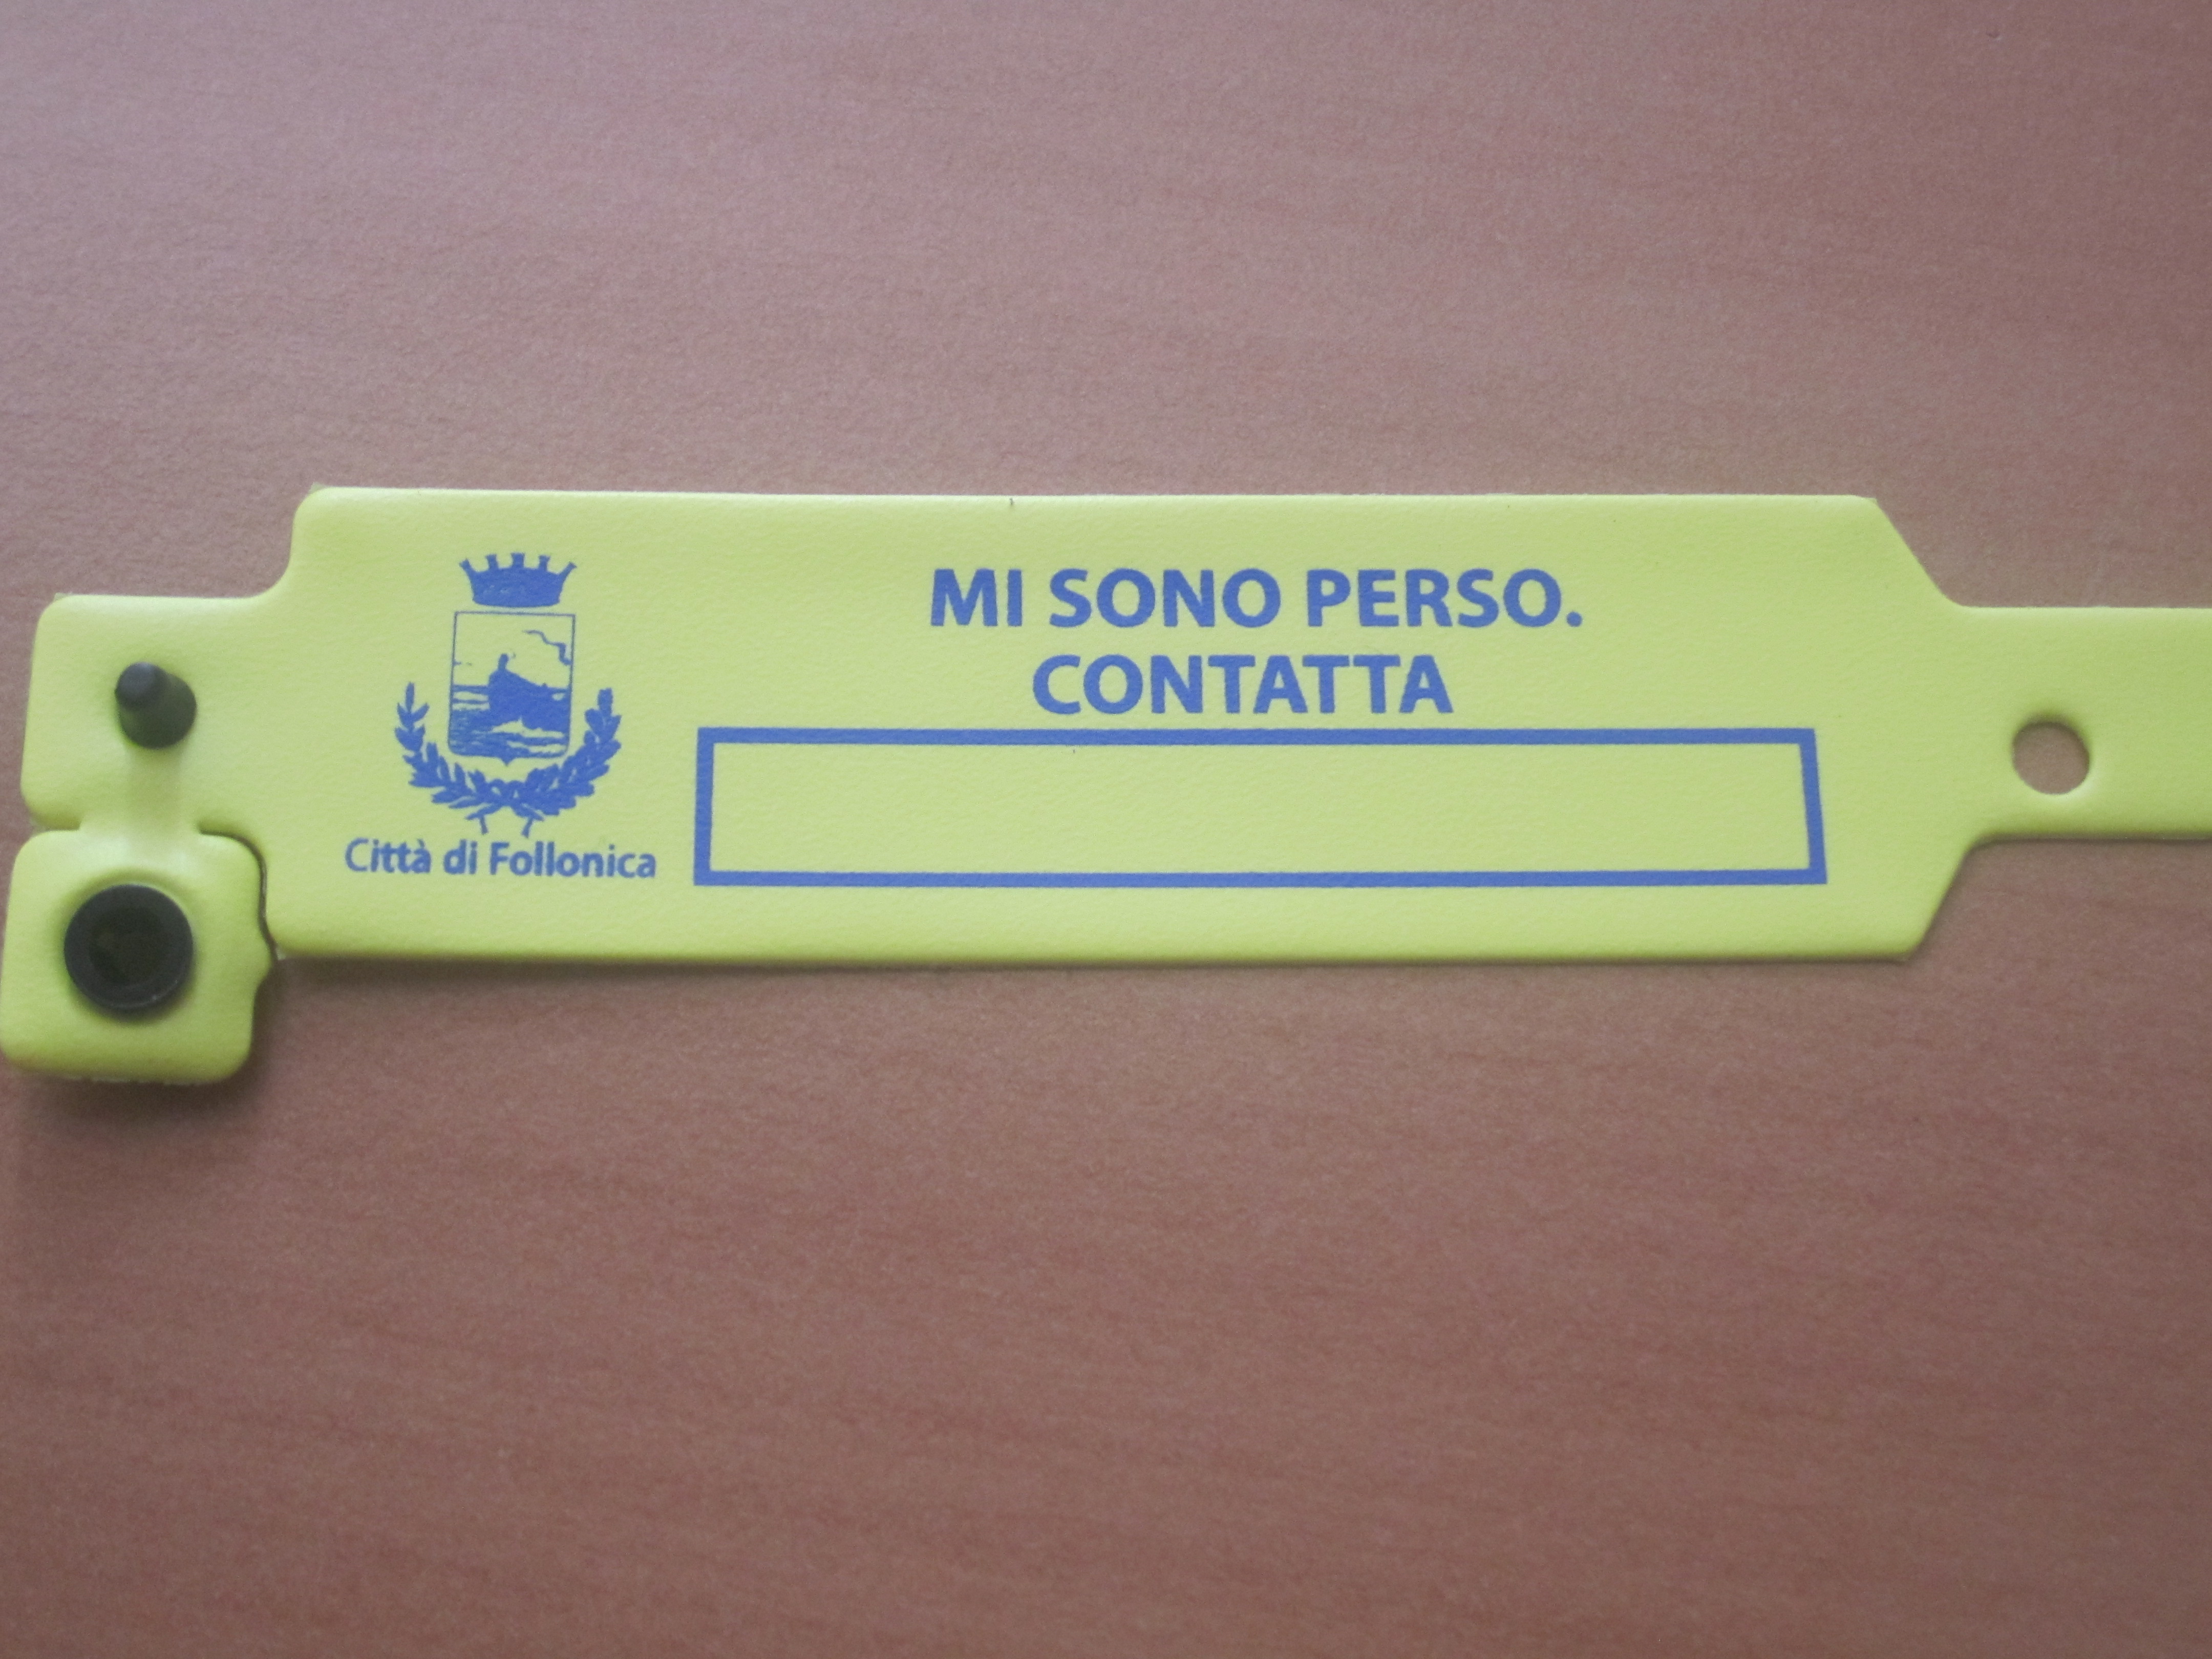 MI SONO PERSO.
CONTATTA
Città di Follonica